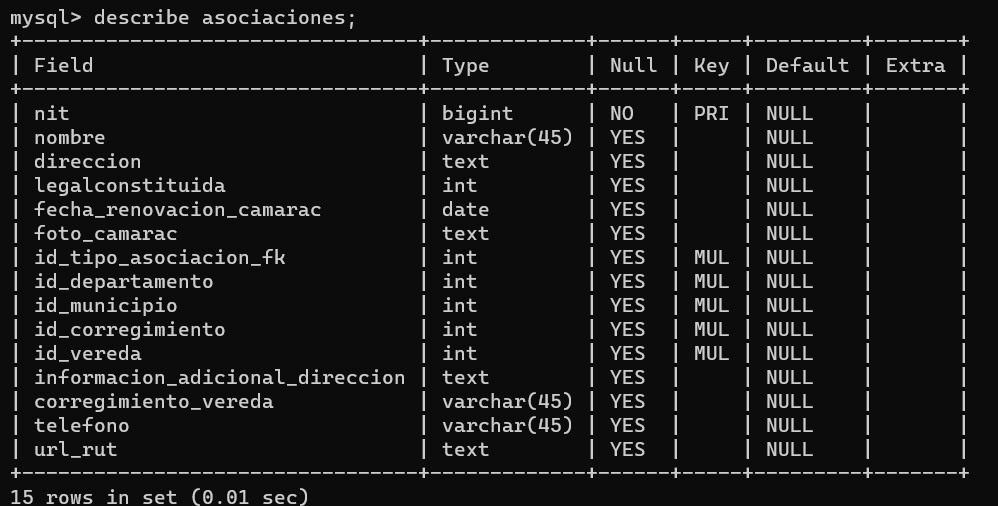 mysql> describe asociaciones;
+---------------------------------+-------------+------+-----+---------+-------+
| Field                           | Type        | Null | Key | Default | Extra |
+---------------------------------+-------------+------+-----+---------+-------+
| nit                             | bigint      | NO   | PRI | NULL    |       |
| nombre                          | varchar(45) | YES  |     | NULL    |       |
| direccion                       | text        | YES  |     | NULL    |       |
| legalconstituida                | int         | YES  |     | NULL    |       |
| fecha_renovacion_camarac        | date        | YES  |     | NULL    |       |
| foto_camarac                    | text        | YES  |     | NULL    |       |
| id_tipo_asociacion_fk           | int         | YES  | MUL | NULL    |       |
| id_departamento                 | int         | YES  | MUL | NULL    |       |
| id_municipio                    | int         | YES  | MUL | NULL    |       |
| id_corregimiento                | int         | YES  | MUL | NULL    |       |
| id_vereda                       | int         | YES  | MUL | NULL    |       |
| informacion_adicional_direccion | text        | YES  |     | NULL    |       |
| corregimiento_vereda            | varchar(45) | YES  |     | NULL    |       |
| telefono                        | varchar(45) | YES  |     | NULL    |       |
| url_rut                         | text        | YES  |     | NULL    |       |
+---------------------------------+-------------+------+-----+---------+-------+
15 rows in set (0.01 sec)